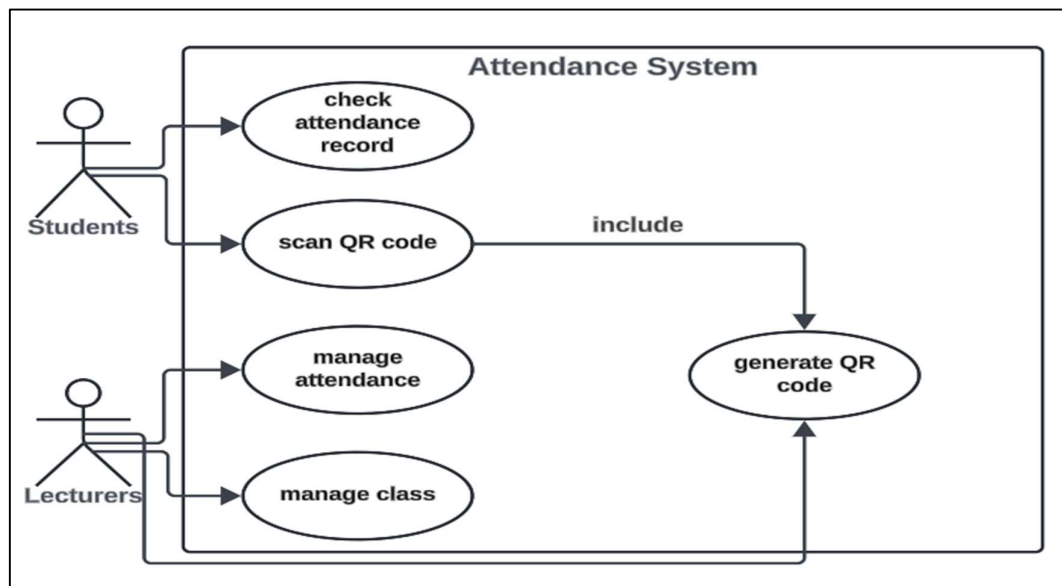 Attendance System
check
attendance
record
Students
scan QR code
include
manage
attendance
generate QR
code
Lecturers
manage class